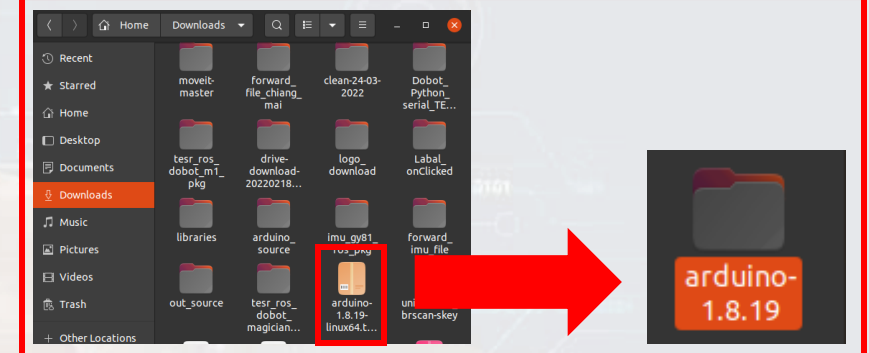 Home Downloads
Recent
Starred
Home
Desktop
Documents
Downloads
Music
Pictures
Videos
Trash
+ Other Locations
moveit-
master
forward_
file_chiang_
mai
clean-24-03-
2022
Dobot_
Python_
serial_TE...
tesr_ros_
dobot_m1_
pkg
drive-
download-
20220218...
logo_
download
Labal_
onClicked
libraries
arduino_
source
imu_gy81_
ros_pkg
forward_
imu_file
out_source
tesr_ros_
dobot_
magician...
arduino-
1.8.19-
linux64.t...
brscan-skey
arduino-
1.8.19